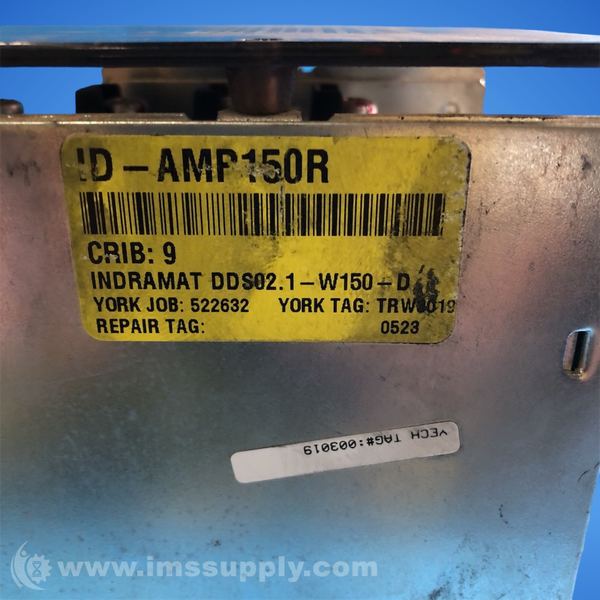 ID-AMP150R
CRIB: 9
INDRAMAT DDS02.1-W150-D
YORK JOB: 522632 YORK TAG:
REPAIR TAG: 0523
YECH TAG#:003019
www.imssupply.com